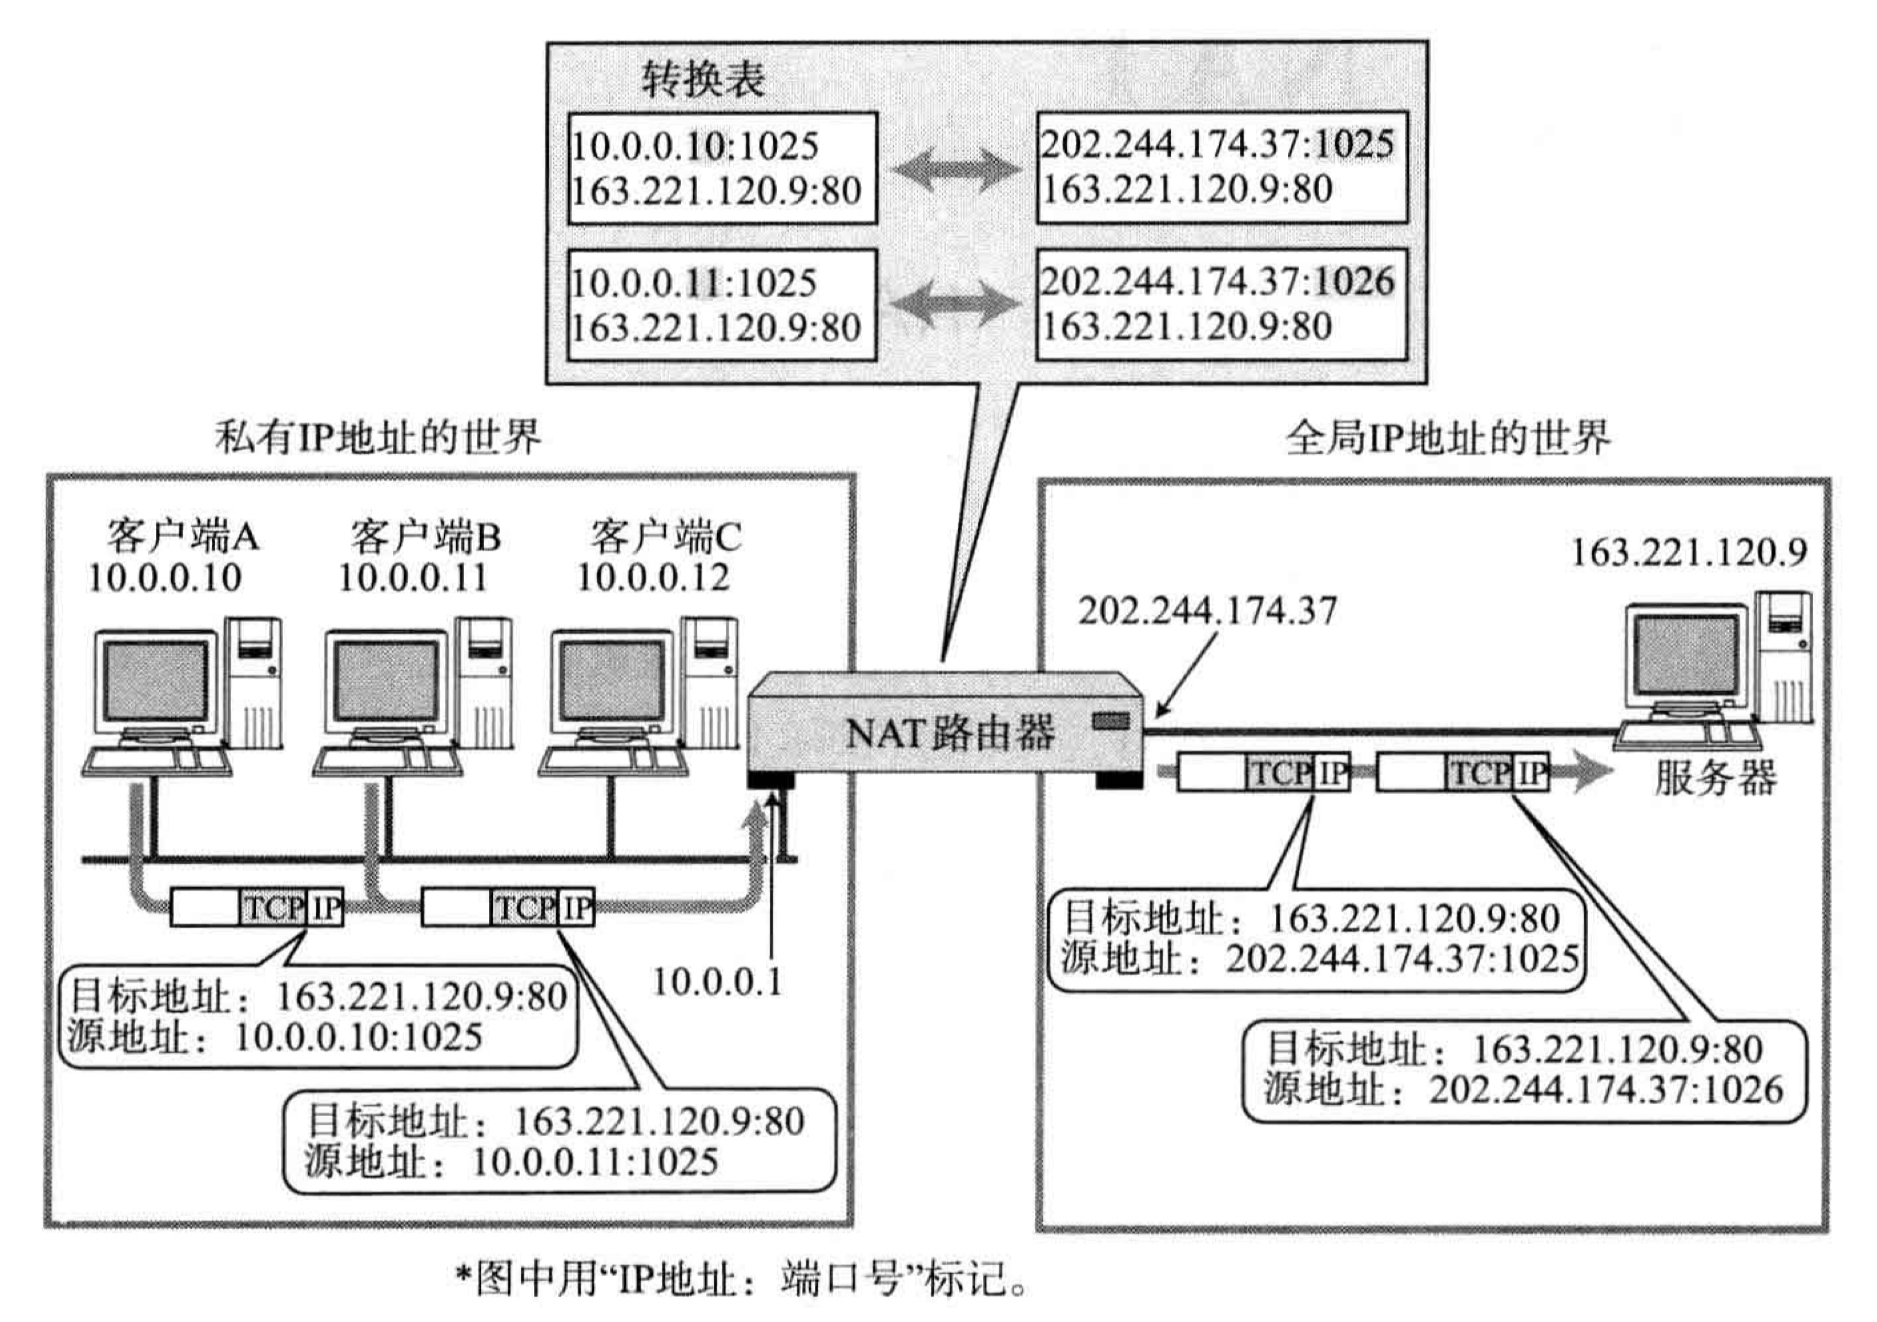 转换表
10.0.0.10:1025
163.221.120.9:80
202.244.174.37:1025
163.221.120.9:80
10.0.0.11:1025
163.221.120.9:80
202.244.174.37:1026
163.221.120.9:80
私有IP地址的世界
全局IP地址的世界
客户端A
10.0.0.10
客户端B
10.0.0.11
客户端C
10.0.0.12
NAT路由器
202.244.174.37
163.221.120.9
服务器
TCP IP
TCP IP
TCP IP
TCP IP
10.0.0.1
目标地址：163.221.120.9:80
源地址：10.0.0.10:1025
目标地址：163.221.120.9:80
源地址：10.0.0.11:1025
目标地址：163.221.120.9:80
源地址：202.244.174.37:1025
目标地址：163.221.120.9:80
源地址：202.244.174.37:1026
*图中用“IP地址：端口号”标记。